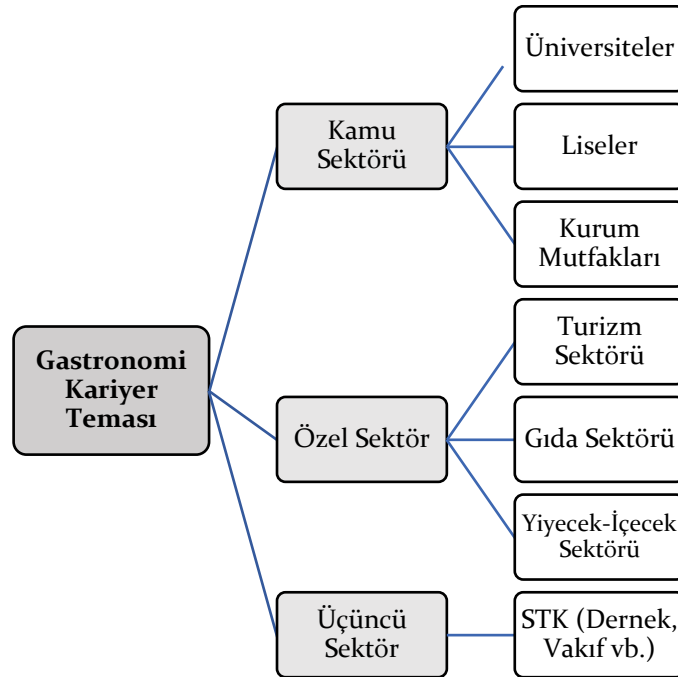 Gastronomi
Kariyer
Teması
Kamu
Sektörü
Üniversiteler
Liseler
Kurum
Mutfakları
Özel Sektör
Turizm
Sektörü
Gıda Sektörü
Yiyecek-İçecek
Sektörü
Üçüncü
Sektör
STK (Dernek,
Vakıf vb.)